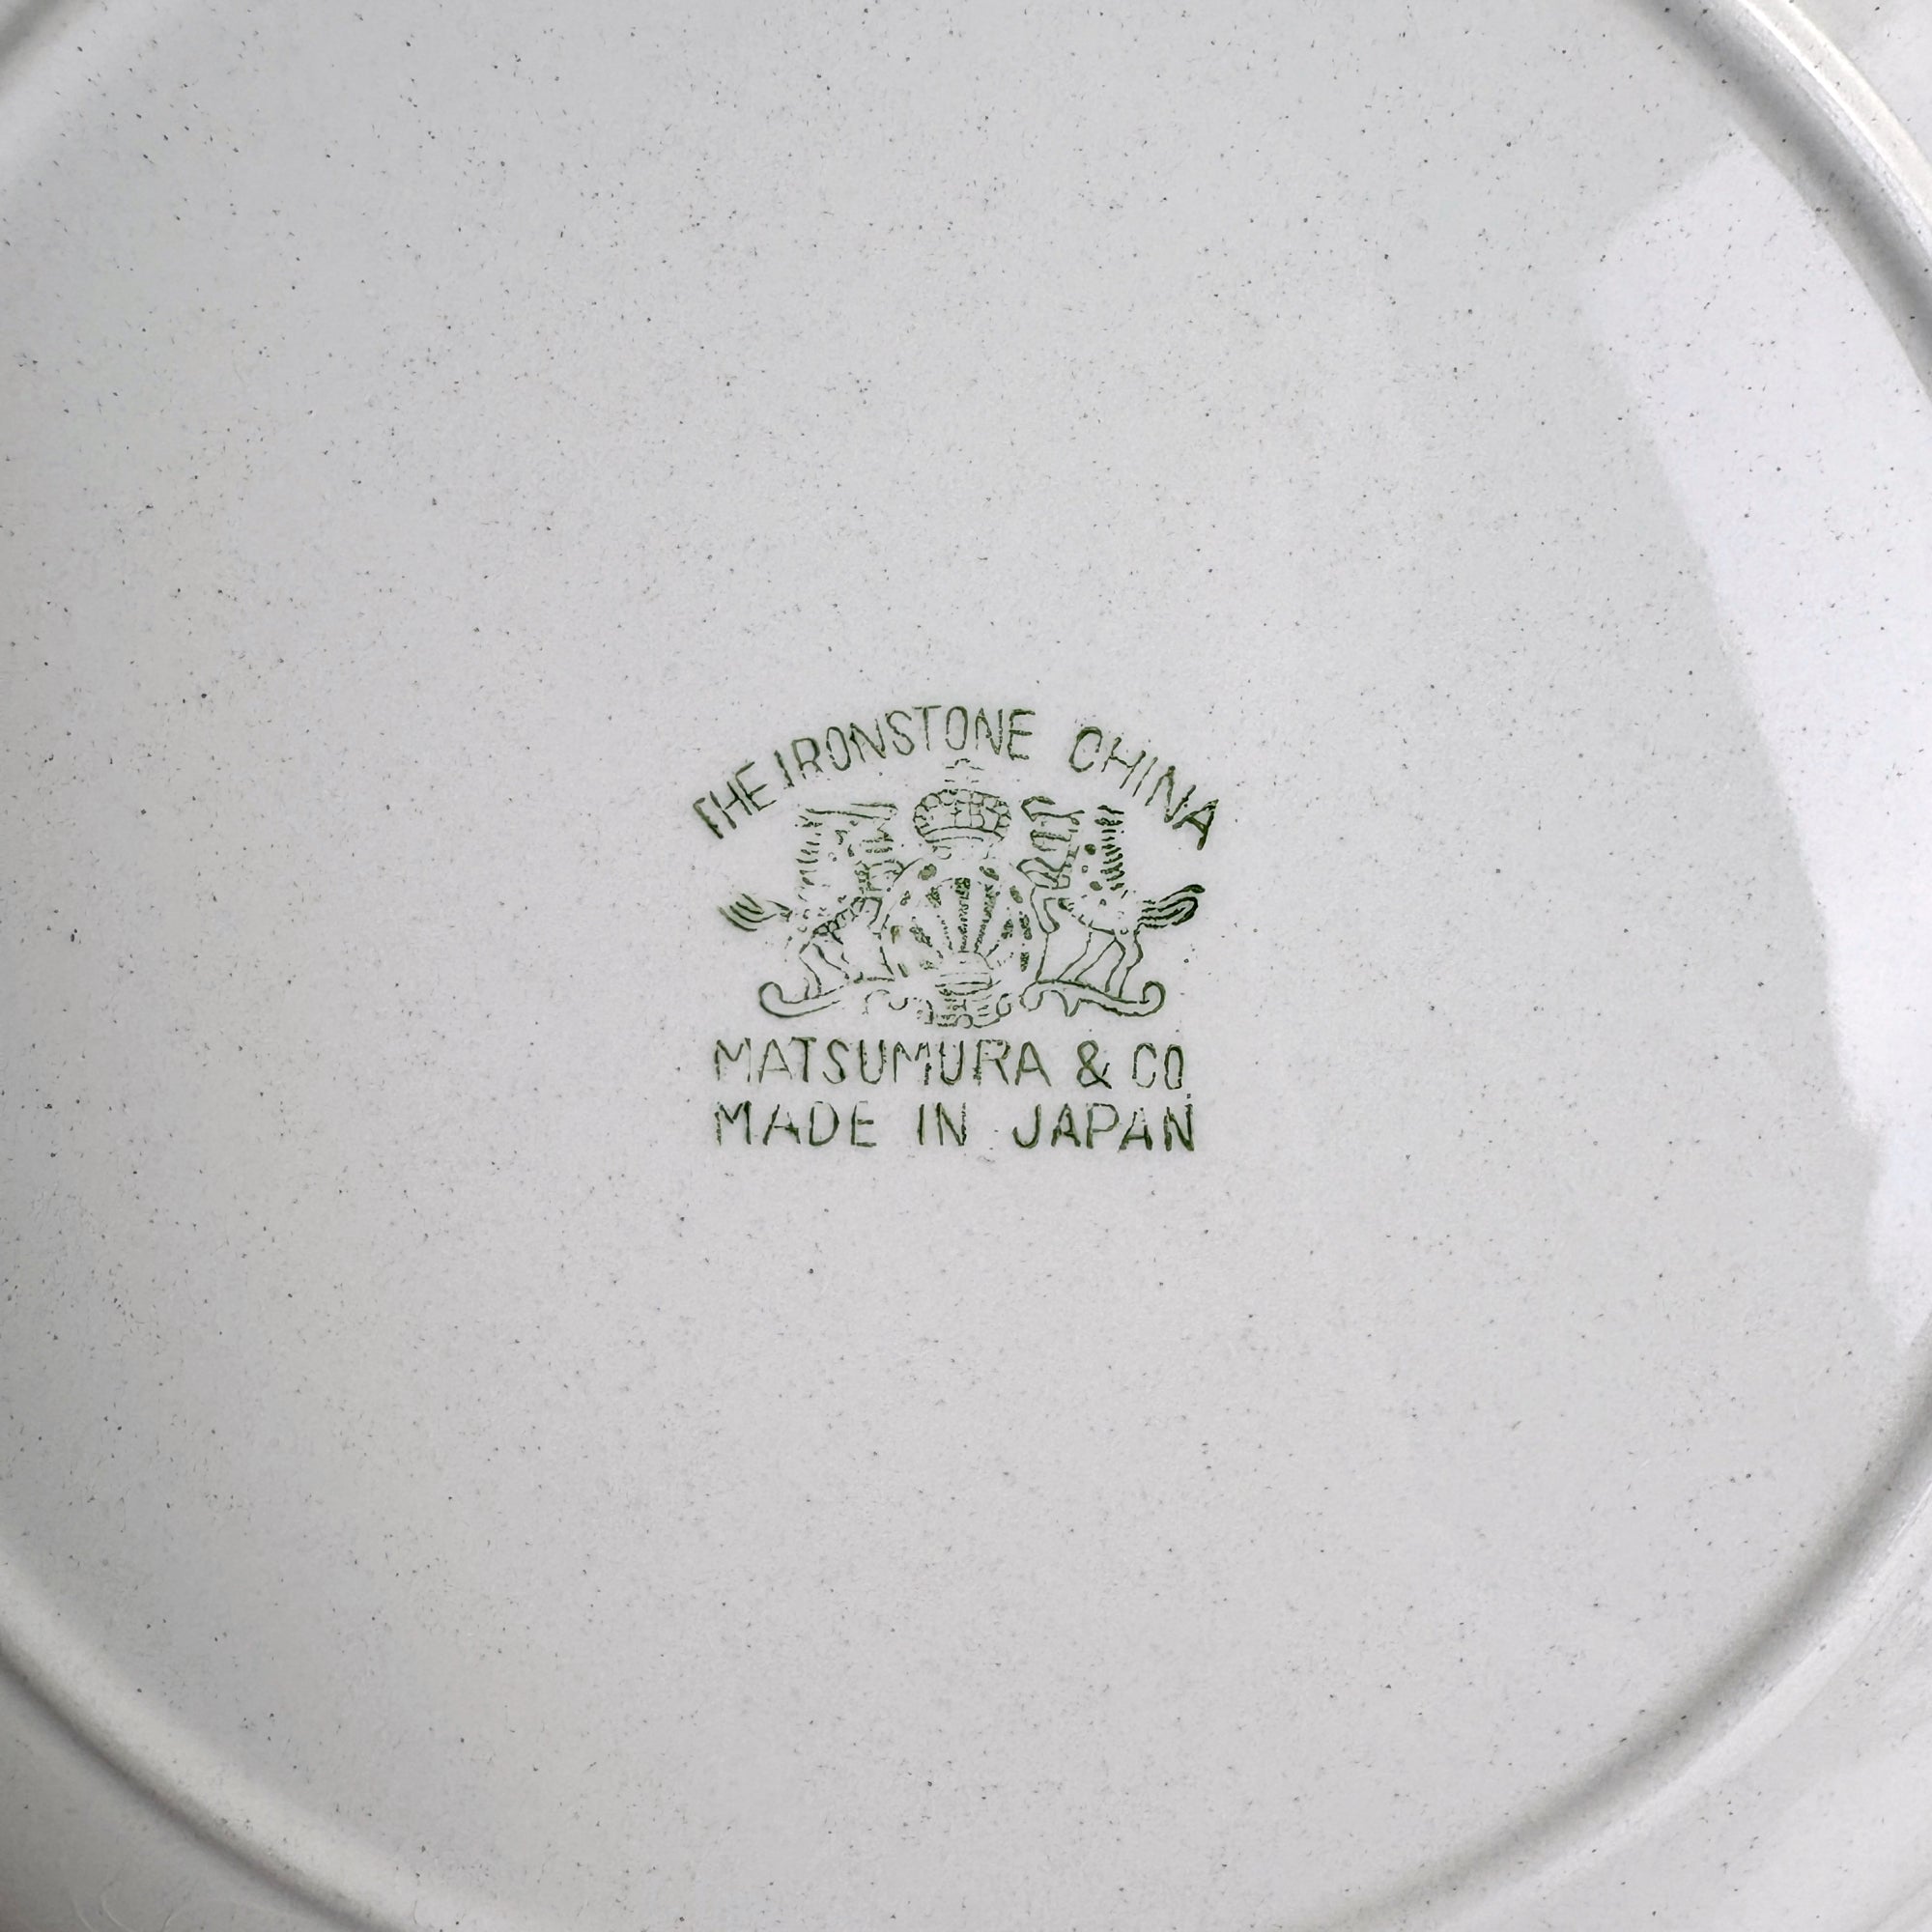 THE IRONSTONE CHINA
MATSUMURA & CO.
MADE IN JAPAN